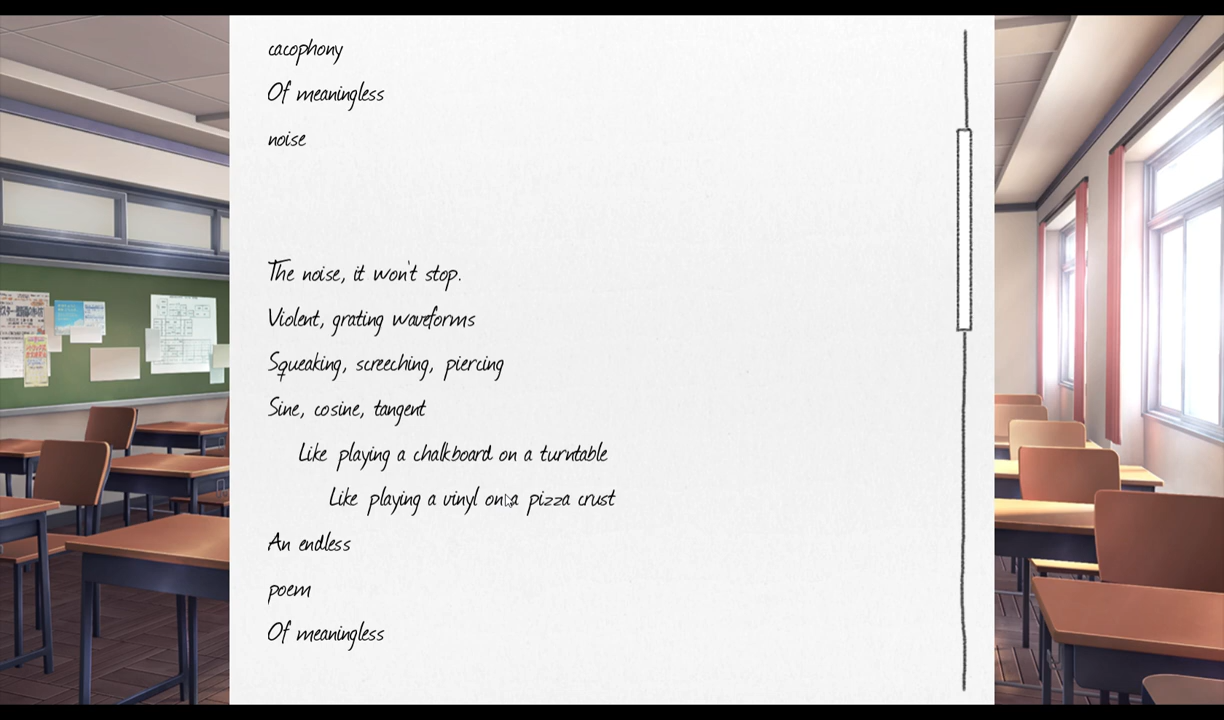 cacophony
Of meaningless
noise
The noise, it won't stop.
Violent, grating waveforms
Squeaking, screeching, piercing
Sine, cosine, tangent
Like playing a chalkboard on a turntable
Like playing a vinyl on a pizza crust
An endless
poem
Of meaningless